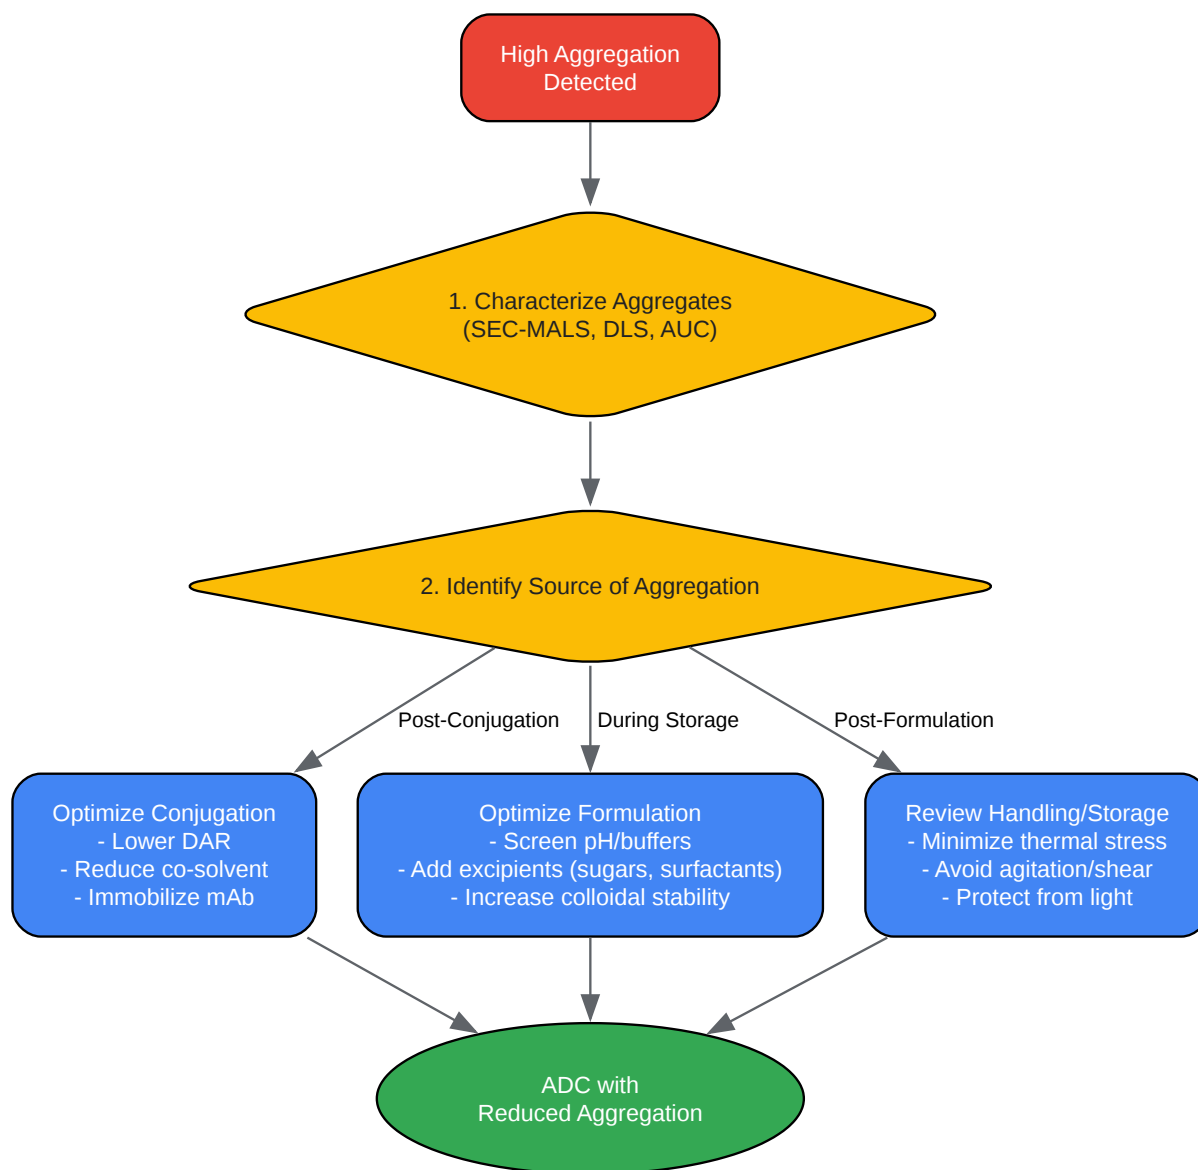 High Aggregation
Detected
1. Characterize Aggregates
(SEC-MALS, DLS, AUC)
2. Identify Source of Aggregation
Post-Conjugation
During Storage
Post-Formulation
Optimize Conjugation
- Lower DAR
- Reduce co-solvent
- Immobilize mAb
Optimize Formulation
- Screen pH/buffers
- Add excipients (sugars, surfactants)
- Increase colloidal stability
Review Handling/Storage
- Minimize thermal stress
- Avoid agitation/shear
- Protect from light
ADC with
Reduced Aggregation